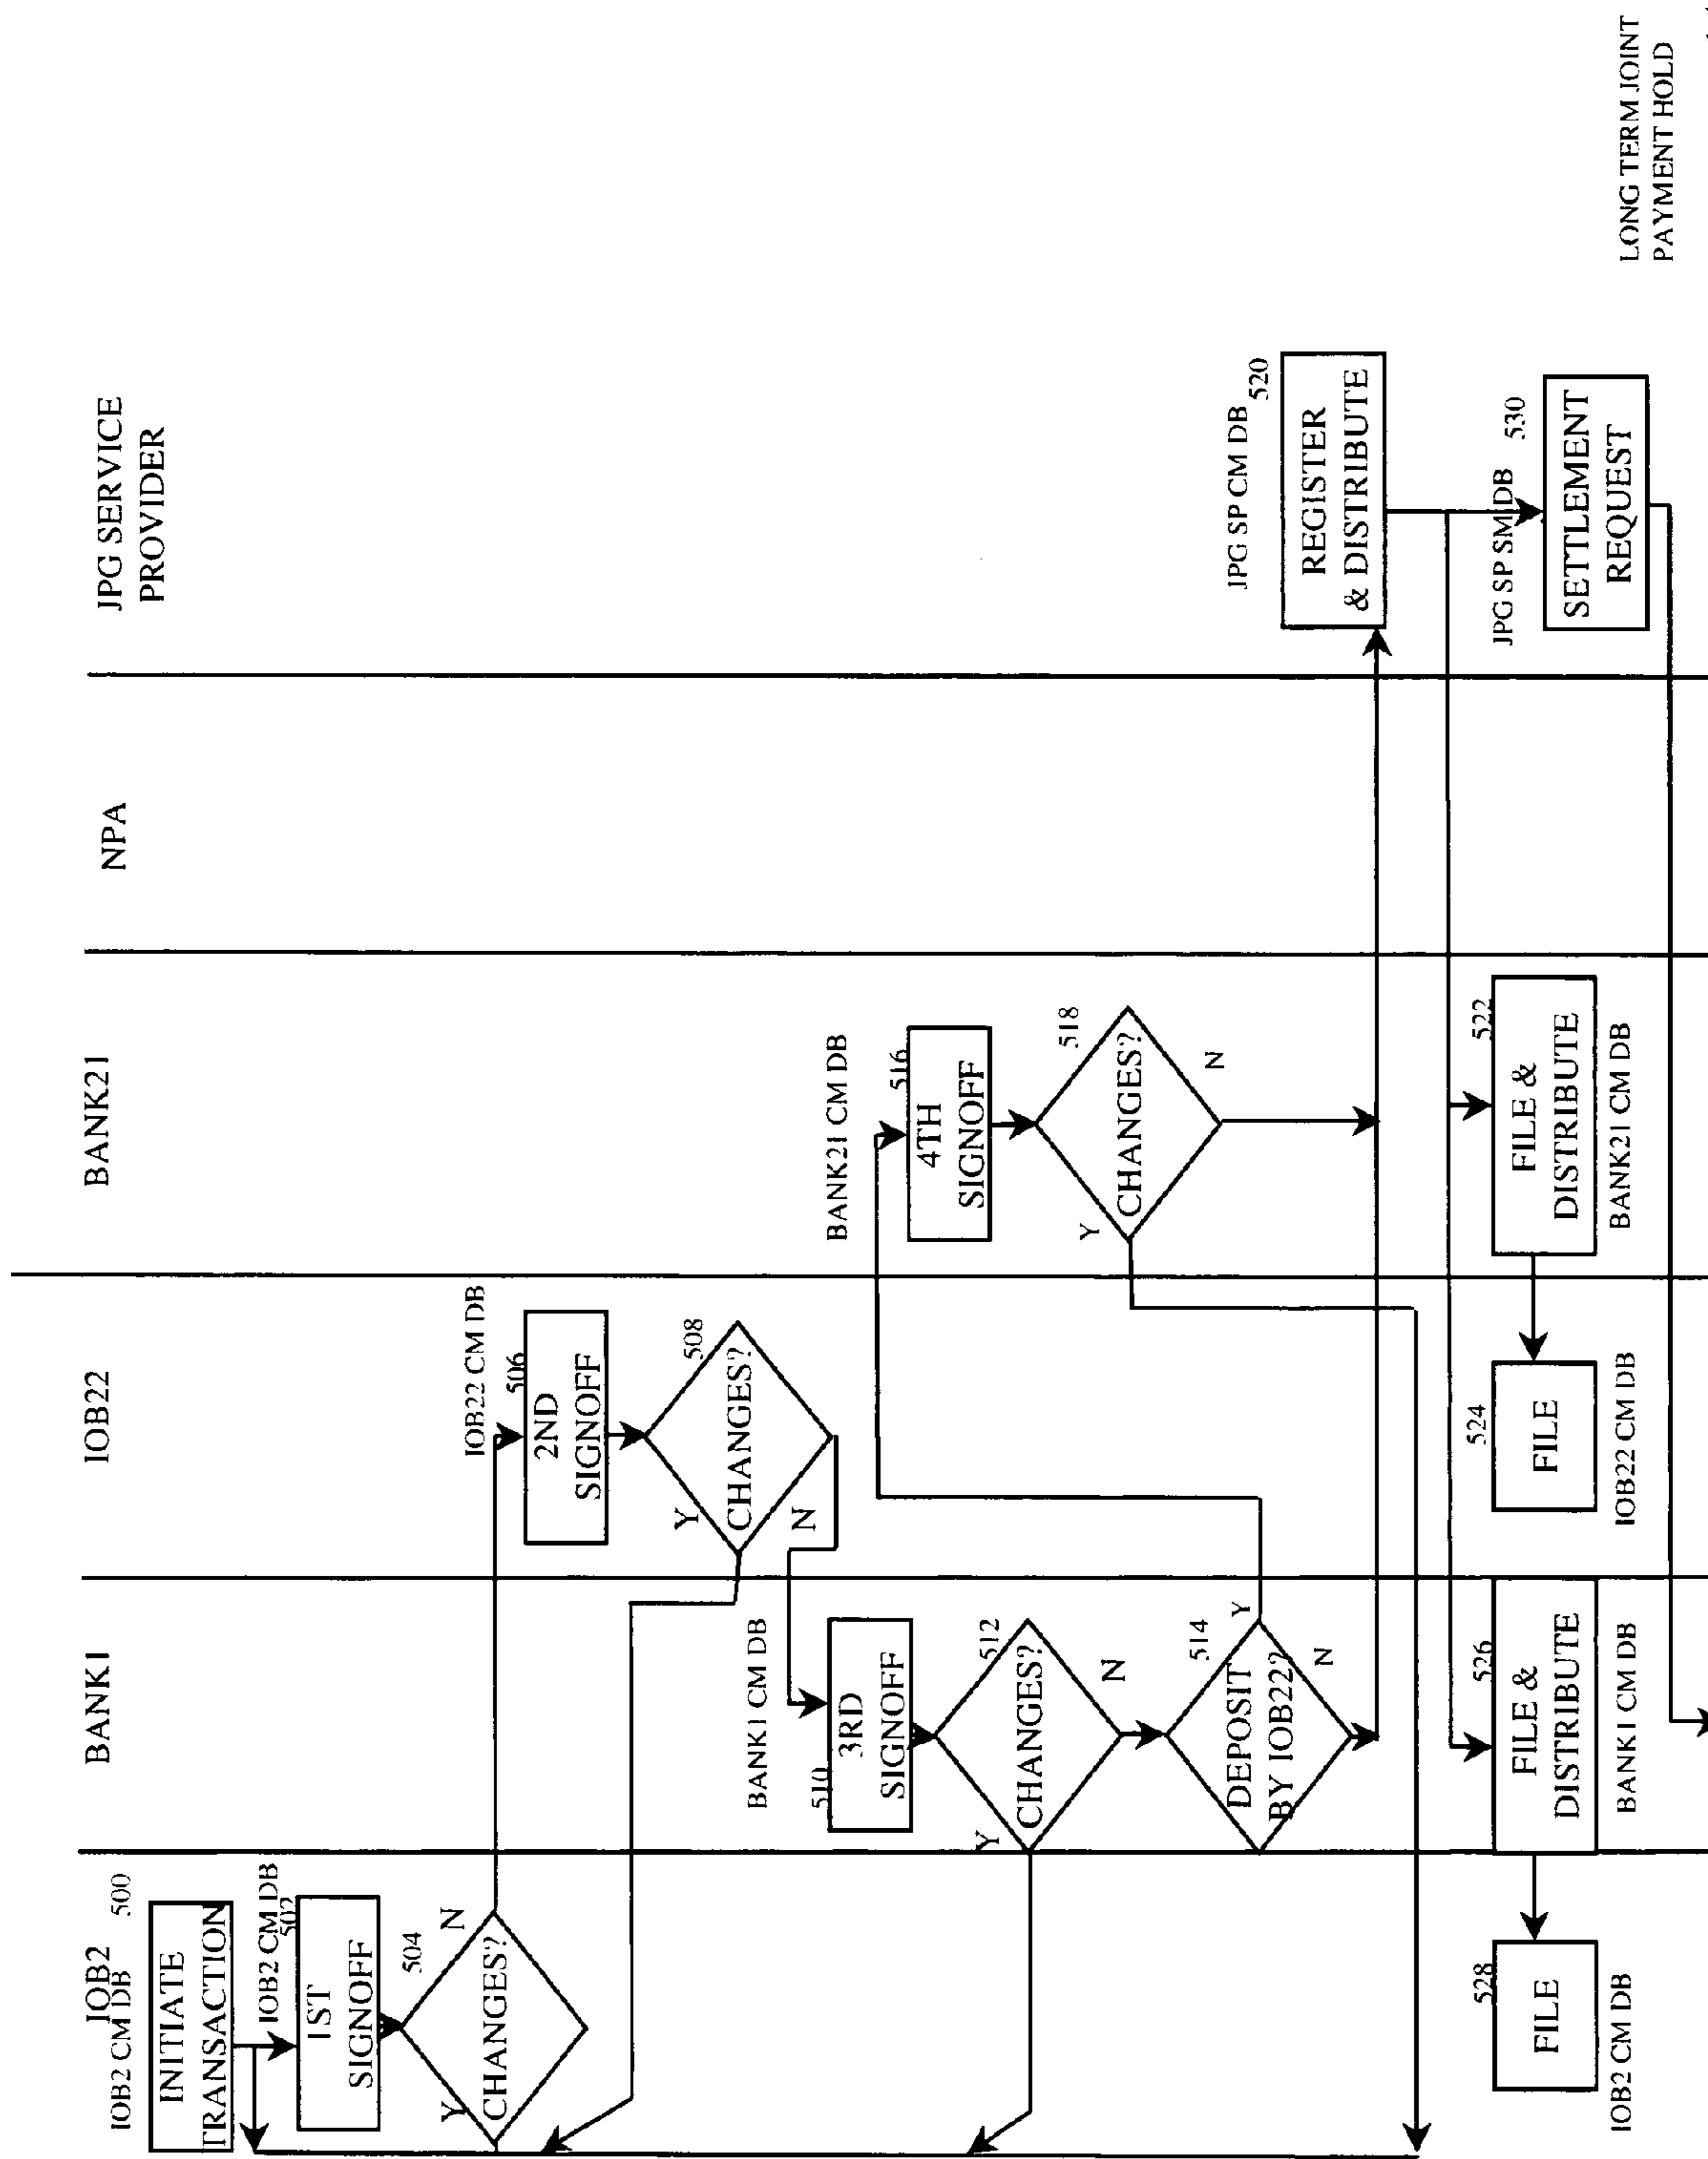 IOB2
BANK1
IOB22
BANK21
NPA
JPG SERVICE
PROVIDER
IOB2 CM DB
500
INITIATE
TRANSACTION
IOB2 CM DB
502
1ST
SIGNOFF
504
CHANGES?
Y
N
IOB22 CM DB
506
2ND
SIGNOFF
508
CHANGES?
Y
N
BANK1 CM DB
510
3RD
SIGNOFF
512
CHANGES?
Y
N
514
DEPOSIT
BY IOB22?
Y
N
BANK21 CM DB
516
4TH
SIGNOFF
518
CHANGES?
Y
N
JPG SP CM DB
520
REGISTER
& DISTRIBUTE
522
FILE &
DISTRIBUTE
BANK21 CM DB
524
FILE
IOB22 CM DB
526
FILE &
DISTRIBUTE
BANK1 CM DB
528
FILE
IOB2 CM DB
JPG SP SM DB
530
SETTLEMENT
REQUEST
LONG TERM JOINT
PAYMENT HOLD